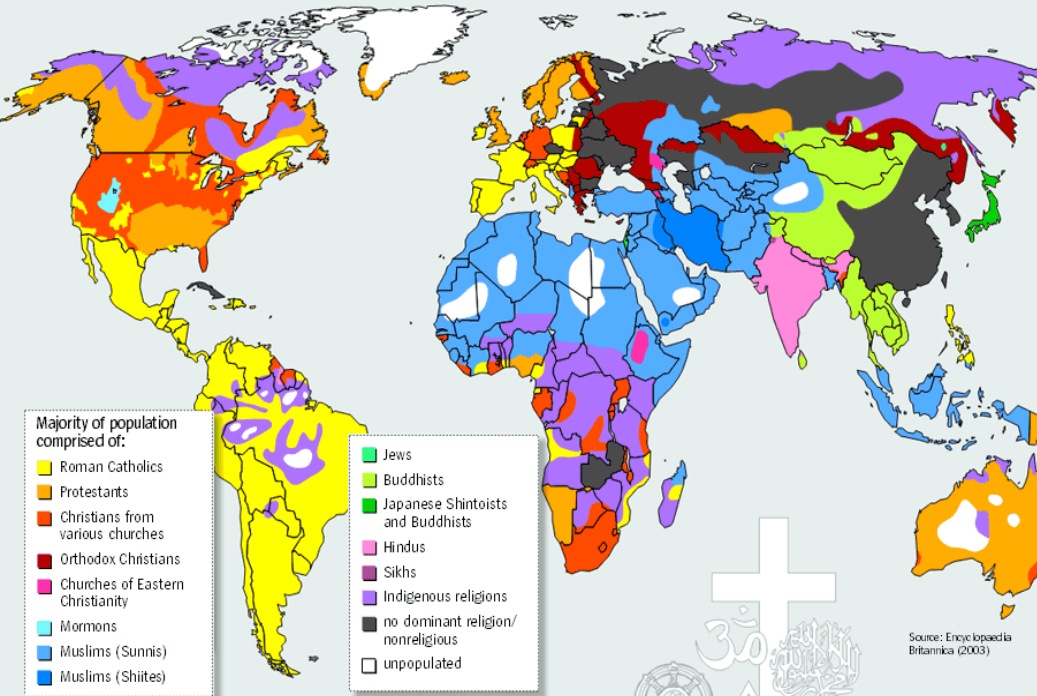 Majority of population
comprised of:
Roman Catholics
Protestants
Christians from
various churches
Orthodox Christians
Churches of Eastern
Christianity
Mormons
Muslims (Sunnis)
Muslims (Shiites)
Jews
Buddhists
Japanese Shintoists
and Buddhists
Hindus
Sikhs
Indigenous religions
no dominant religion/
nonreligious
unpopulated
Source: Encyclopaedia
Britannica (2003)